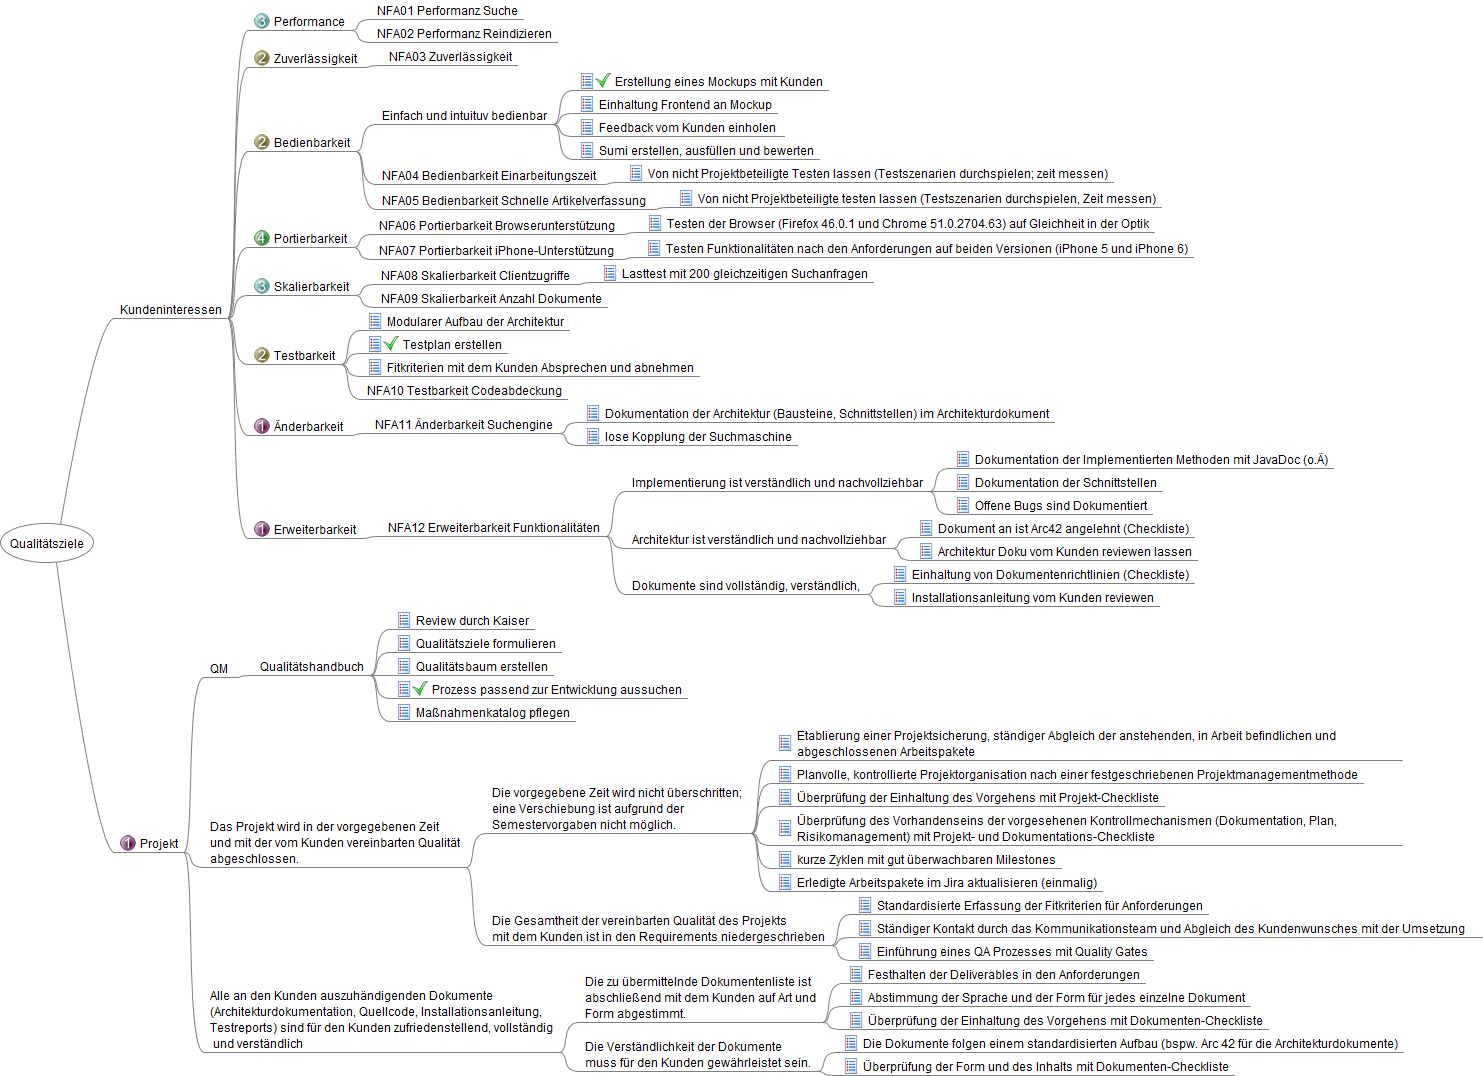 Qualitätsziele
Kundeninteressen
3 Performance
NFA01 Performanz Suche
NFA02 Performanz Reindizieren
2 Zuverlässigkeit
NFA03 Zuverlässigkeit
2 Bedienbarkeit
Einfach und intuituv bedienbar
Erstellung eines Mockups mit Kunden
Einhaltung Frontend an Mockup
Feedback vom Kunden einholen
Sumi erstellen, ausfüllen und bewerten
NFA04 Bedienbarkeit Einarbeitungszeit
Von nicht Projektbeteiligte Testen lassen (Testszenarien durchspielen; zeit messen)
NFA05 Bedienbarkeit Schnelle Artikelverfassung
Von nicht Projektbeteiligte testen lassen (Testszenarien durchspielen, Zeit messen)
4 Portierbarkeit
NFA06 Portierbarkeit Browserunterstützung
Testen der Browser (Firefox 46.0.1 und Chrome 51.0.2704.63) auf Gleichheit in der Optik
NFA07 Portierbarkeit iPhone-Unterstützung
Testen Funktionalitäten nach den Anforderungen auf beiden Versionen (iPhone 5 und iPhone 6)
3 Skalierbarkeit
NFA08 Skalierbarkeit Clientzugriffe
Lasttest mit 200 gleichzeitigen Suchanfragen
NFA09 Skalierbarkeit Anzahl Dokumente
2 Testbarkeit
Modularer Aufbau der Architektur
Testplan erstellen
Fitkriterien mit dem Kunden Absprechen und abnehmen
NFA10 Testbarkeit Codeabdeckung
1 Änderbarkeit
NFA11 Änderbarkeit Suchengine
Dokumentation der Architektur (Bausteine, Schnittstellen) im Architekturdokument
lose Kopplung der Suchmaschine
1 Erweiterbarkeit
NFA12 Erweiterbarkeit Funktionalitäten
Implementierung ist verständlich und nachvollziehbar
Dokumentation der Implementierten Methoden mit JavaDoc (o.Ä)
Dokumentation der Schnittstellen
Offene Bugs sind Dokumentiert
Architektur ist verständlich und nachvollziehbar
Dokument an ist Arc42 angelehnt (Checkliste)
Architektur Doku vom Kunden reviewen lassen
Dokumente sind vollständig, verständlich,
Einhaltung von Dokumentenrichtlinien (Checkliste)
Installationsanleitung vom Kunden reviewen
1 Projekt
QM
Qualitätshandbuch
Review durch Kaiser
Qualitätsziele formulieren
Qualitätsbaum erstellen
Prozess passend zur Entwicklung aussuchen
Maßnahmenkatalog pflegen
Das Projekt wird in der vorgegebenen Zeit
und mit der vom Kunden vereinbarten Qualität
abgeschlossen.
Die vorgegebene Zeit wird nicht überschritten;
eine Verschiebung ist aufgrund der
Semestervorgaben nicht möglich.
Etablierung einer Projektsicherung, ständiger Abgleich der anstehenden, in Arbeit befindlichen und
abgeschlossenen Arbeitspakete
Planvolle, kontrollierte Projektorganisation nach einer festgeschriebenen Projektmanagementmethode
Überprüfung der Einhaltung des Vorgehens mit Projekt-Checkliste
Überprüfung des Vorhandenseins der vorgesehenen Kontrollmechanismen (Dokumentation, Plan,
Risikomanagement) mit Projekt- und Dokumentations-Checkliste
kurze Zyklen mit gut überwachbaren Milestones
Erledigte Arbeitspakete im Jira aktualisieren (einmalig)
Die Gesamtheit der vereinbarten Qualität des Projekts
mit dem Kunden ist in den Requirements niedergeschrieben
Standardisierte Erfassung der Fitkriterien für Anforderungen
Ständiger Kontakt durch das Kommunikationsteam und Abgleich des Kundenwunsches mit der Umsetzung
Einführung eines QA Prozesses mit Quality Gates
Alle an den Kunden auszuhändigenden Dokumente
(Architekturdokumentation, Quellcode, Installationsanleitung,
Testreports) sind für den Kunden zufriedenstellend, vollständig
und verständlich
Die zu übermittelnde Dokumentenliste ist
abschließend mit dem Kunden auf Art und
Form abgestimmt.
Festhalten der Deliverables in den Anforderungen
Abstimmung der Sprache und der Form für jedes einzelne Dokument
Überprüfung der Einhaltung des Vorgehens mit Dokumenten-Checkliste
Die Verständlichkeit der Dokumente
muss für den Kunden gewährleistet sein.
Die Dokumente folgen einem standardisierten Aufbau (bspw. Arc 42 für die Architekturdokumente)
Überprüfung der Form und des Inhalts mit Dokumenten-Checkliste